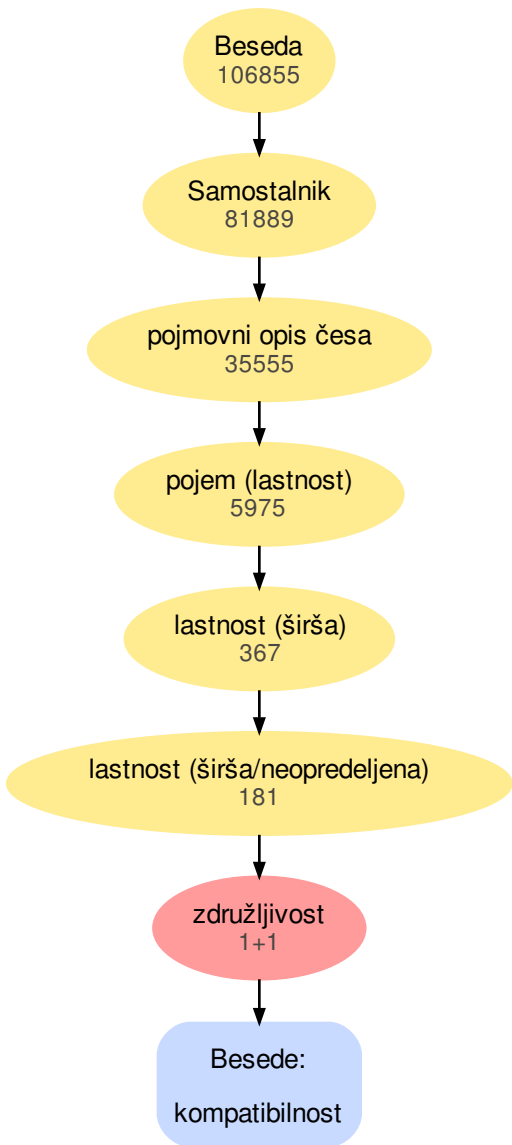 Beseda
106855
Samostalnik
81889
pojmovni opis česa
35555
pojem (lastnost)
5975
lastnost (širša)
367
lastnost (širša/neopredeljena)
181
združljivost
1+1
Besede:
kompatibilnost